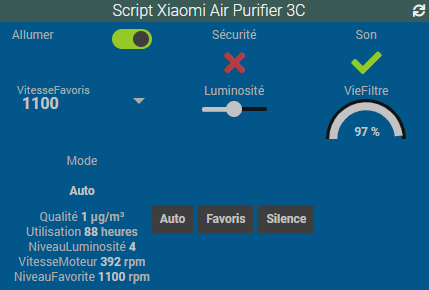 Script Xiaomi Air Purifier 3C
Allumer
Sécurité
Son
VitesseFavoris
1100
Luminosité
VieFiltre
97 %
Mode
Auto
Qualité 1 µg/m³
Utilisation 88 heures
NiveauLuminosité 4
VitesseMoteur 392 rpm
NiveauFavorite 1100 rpm
Auto
Favoris
Silence